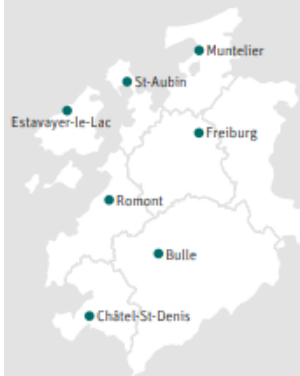 Muntelier
St-Aubin
Estavayer-le-Lac
Freiburg
Romont
Bulle
Châtel-St-Denis